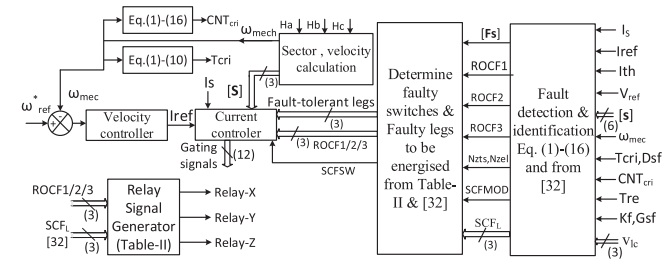 Eq.(1)-(16)
CNTcri
Eq.(1)-(10)
Tcri
ωmech
Ha
Hb
Hc
Sector , velocity
calculation
[S]
(3)
ω*ref
ωmec
Velocity
controller
Iref
Is
Current
controler
Gating
signals
(12)
Fault-tolerant legs
(3)
(3) ROCF1/2/3
SCFSW
Determine
faulty
switches &
Faulty legs
to be
energised
from Table-
II & [32]
[Fs]
ROCF1
ROCF2
ROCF3
Nzts,Nzel
SCFMOD
SCFL
(3)
Fault
detection &
identification
Eq. (1)-(16)
and from
[32]
IS
Iref
Ith
Vref
[s]
(6)
ωmec
Tcri,Dsf
CNTcri
Tre
Kf,Gsf
Vlc
(3)
ROCF1/2/3
(3)
SCFL
[32]
(3)
Relay
Signal
Generator
(Table-II)
Relay-X
Relay-Y
Relay-Z